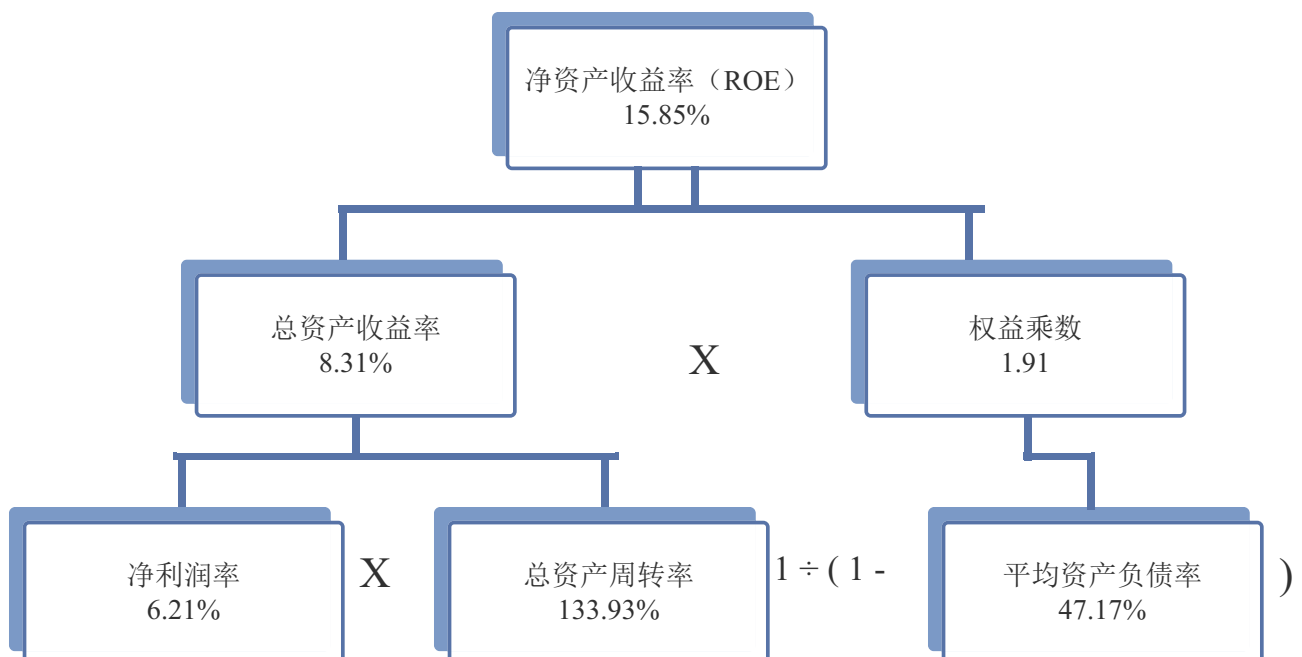 净资产收益率（ROE）
15.85%
总资产收益率
8.31%
X
权益乘数
1.91
净利润率
6.21%
X
总资产周转率
133.93%
1 ÷ ( 1 -
平均资产负债率
47.17%
)